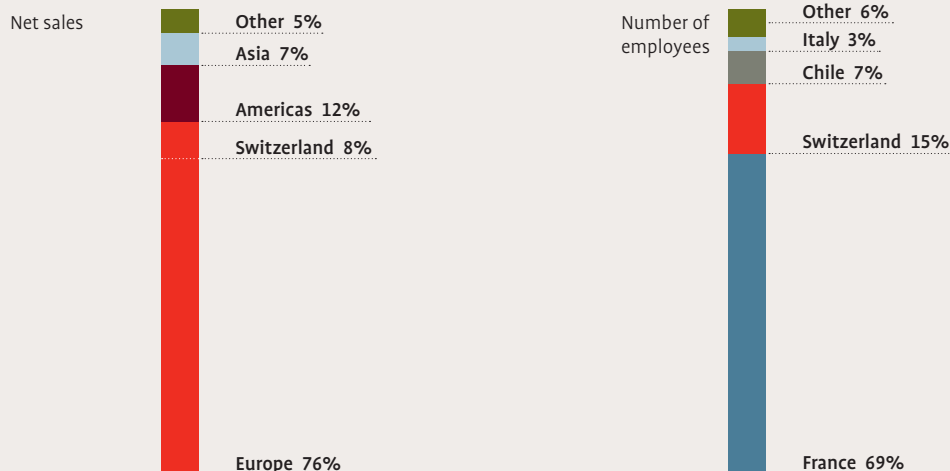 Net sales
Other 5%
Asia 7%
Americas 12%
Switzerland 8%
Europe 76%
Number of
employees
Other 6%
Italy 3%
Chile 7%
Switzerland 15%
France 69%